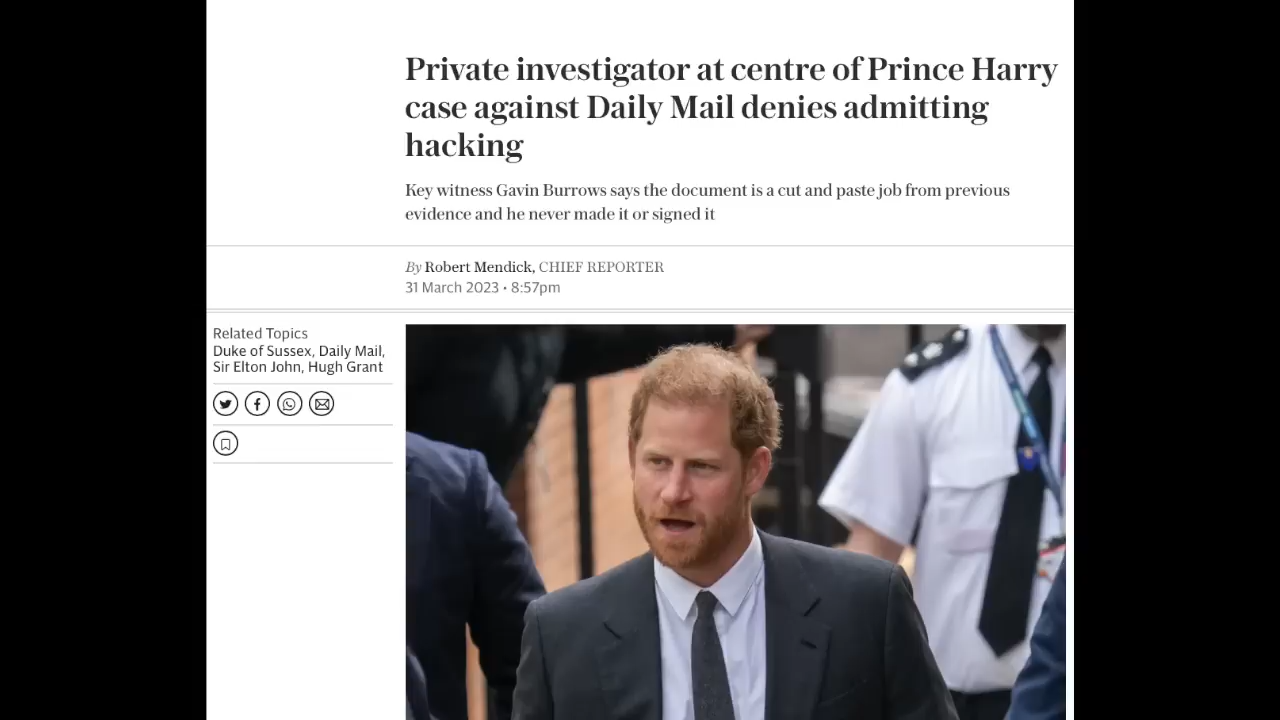 Private investigator at centre of Prince Harry
case against Daily Mail denies admitting
hacking
Key witness Gavin Burrows says the document is a cut and paste job from previous
evidence and he never made it or signed it
By Robert Mendick, CHIEF REPORTER
31 March 2023 • 8:57pm
Related Topics
Duke of Sussex, Daily Mail,
Sir Elton John, Hugh Grant